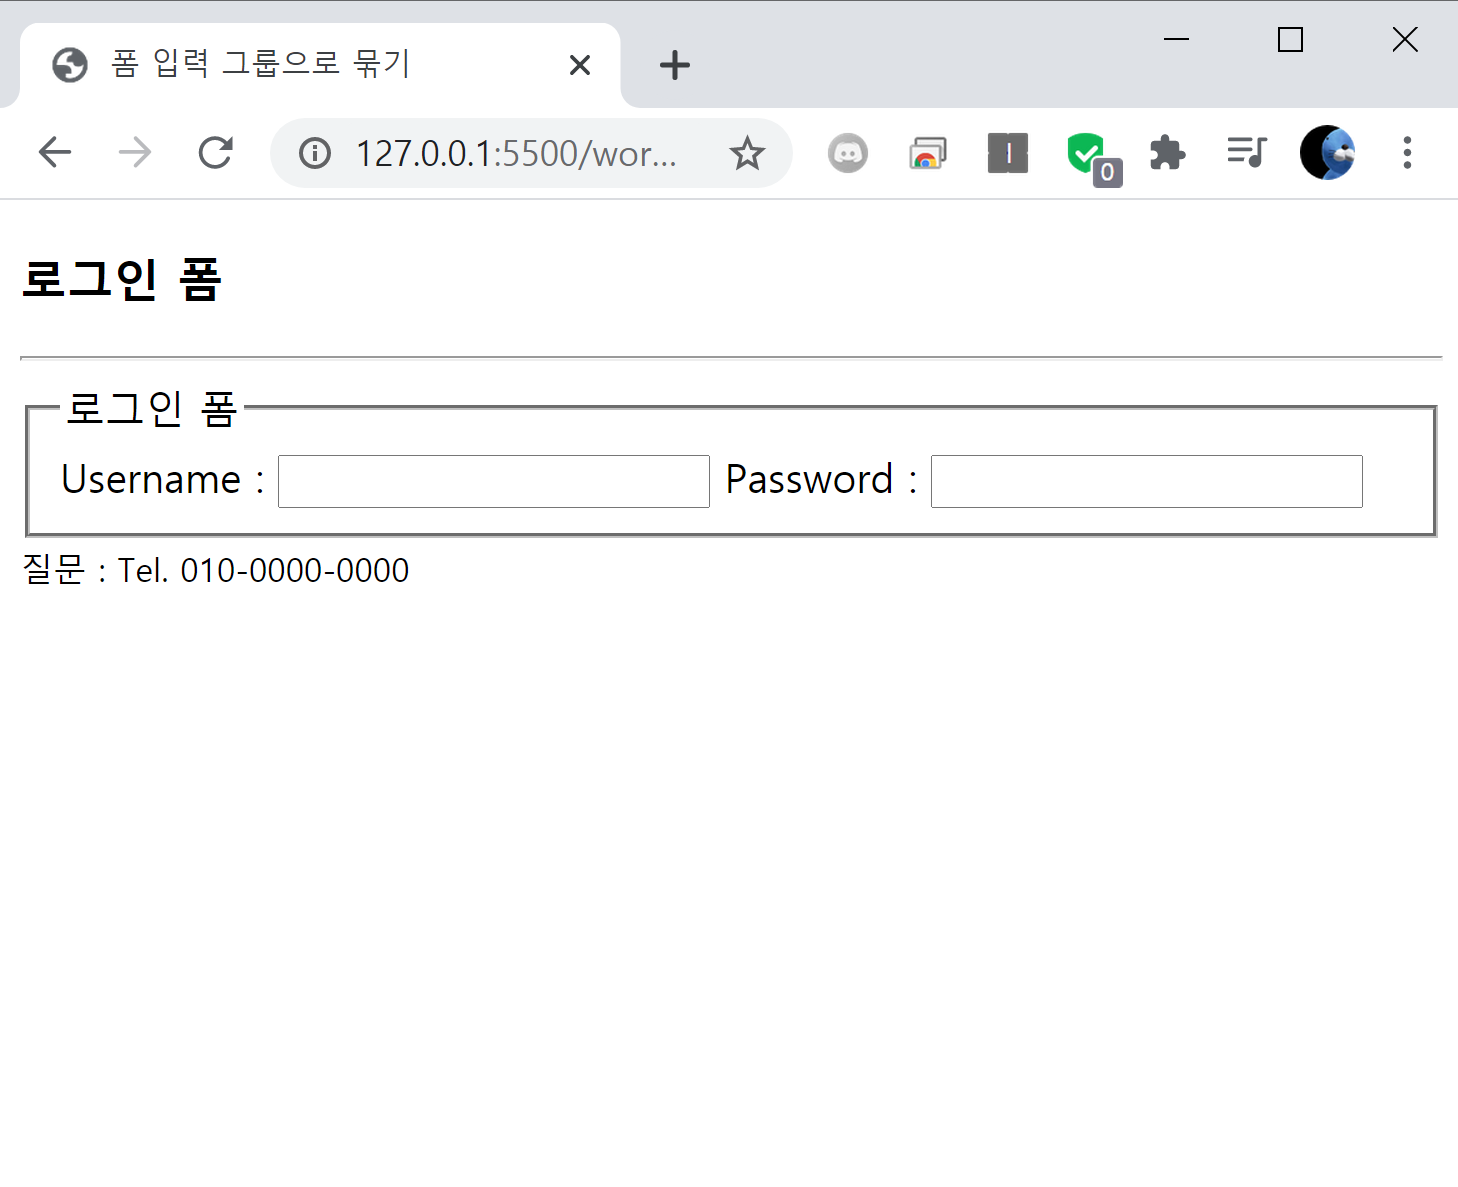 폼 입력 그룹으로 묶기
127.0.0.1:5500/wor...
0
로그인 폼
로그인 폼
Username : Password :
질문 : Tel. 010-0000-0000